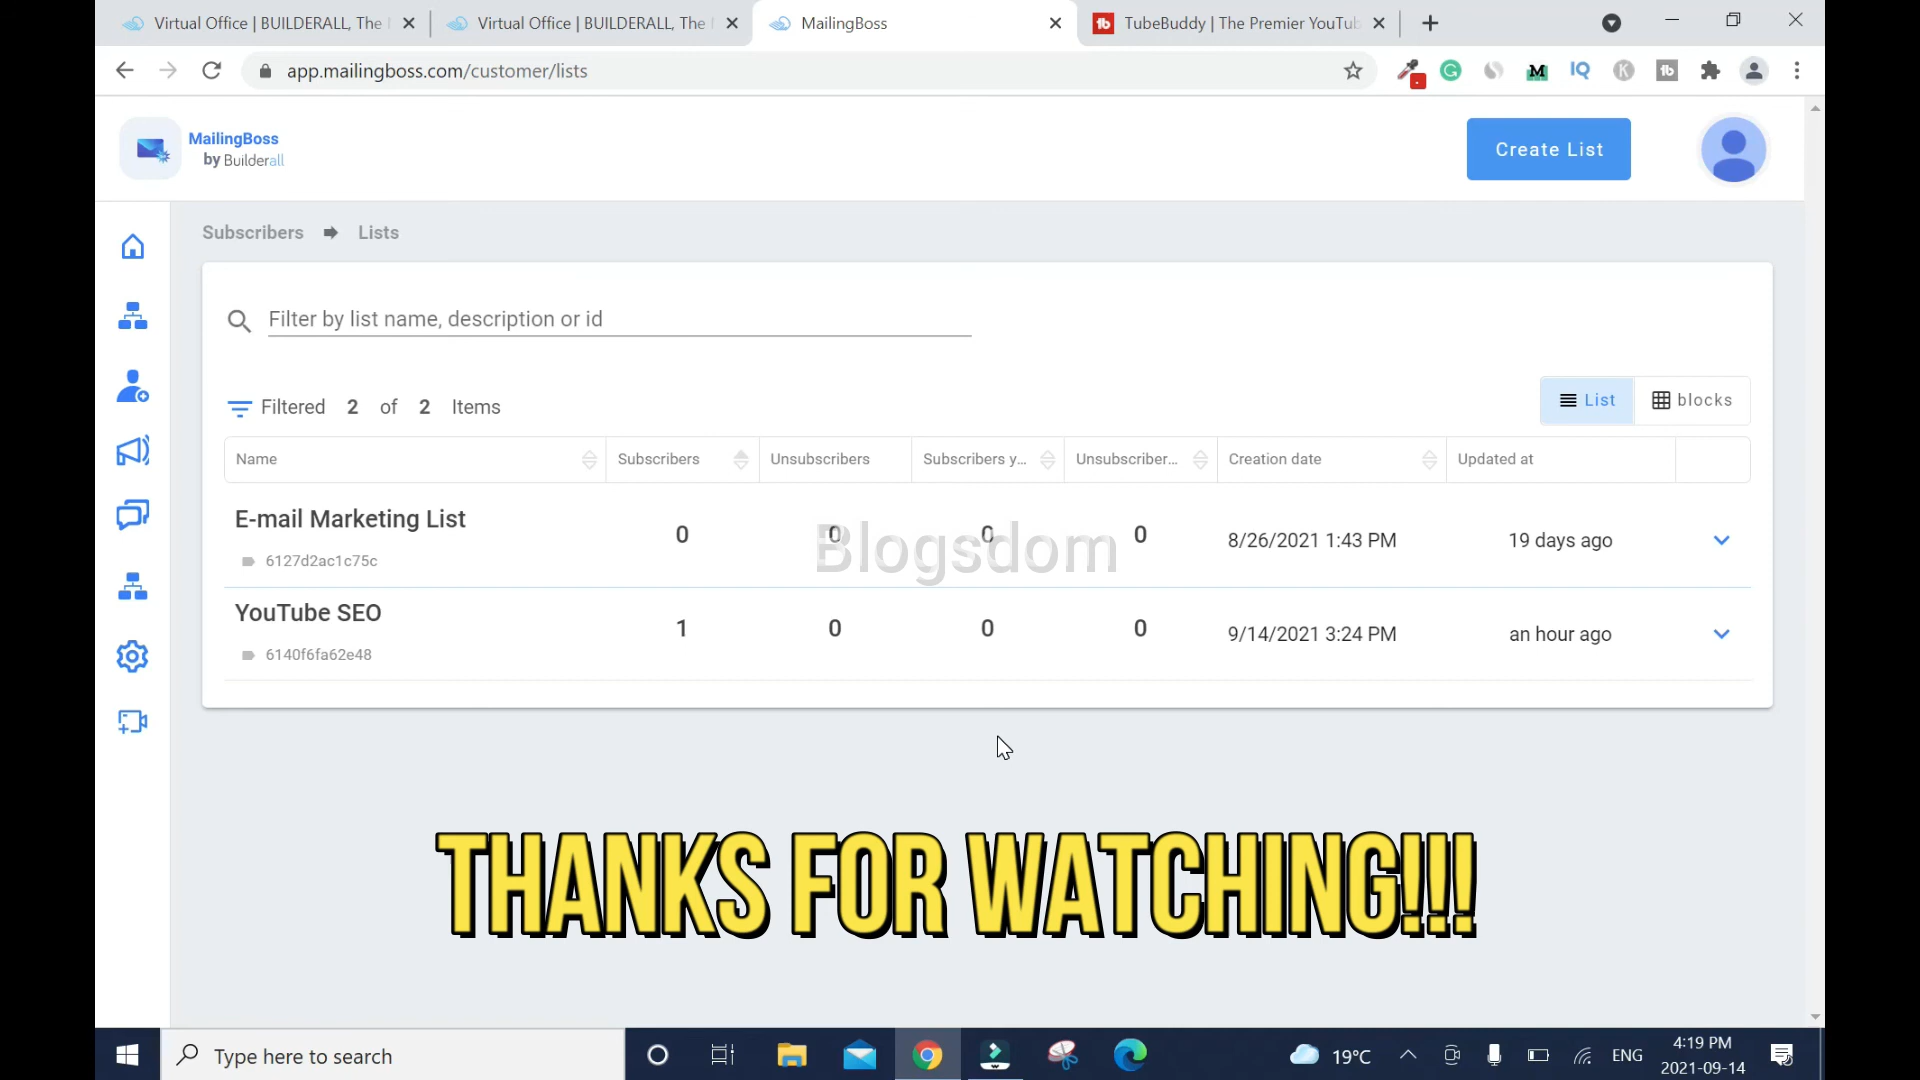 Virtual Office | BUILDERALL, The
Virtual Office | BUILDERALL, The
MailingBoss
TubeBuddy | The Premier YouTub
app.mailingboss.com/customer/lists
MailingBoss
by Builderall
Create List
Subscribers Lists
Filter by list name, description or id
Filtered 2 of 2 Items
List blocks
Name Subscribers Unsubscribers Subscribers y... Unsubscriber... Creation date Updated at
E-mail Marketing List 0 0 0 0 8/26/2021 1:43 PM 19 days ago
6127d2ac1c75c
Blogsdom
YouTube SEO 1 0 0 0 9/14/2021 3:24 PM an hour ago
6140f6fa62e48
THANKS FOR WATCHING!!!
Type here to search
19°C
ENG
4:19 PM
2021-09-14